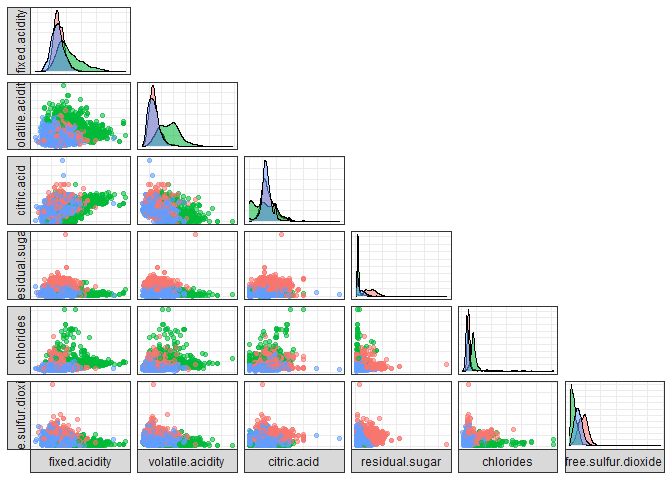 fixed.acidity
olatile.acidit
citric.acid
esidual.suga
chlorides
e.sulfur.dioxi
fixed.acidity
volatile.acidity
citric.acid
residual.sugar
chlorides
free.sulfur.dioxide